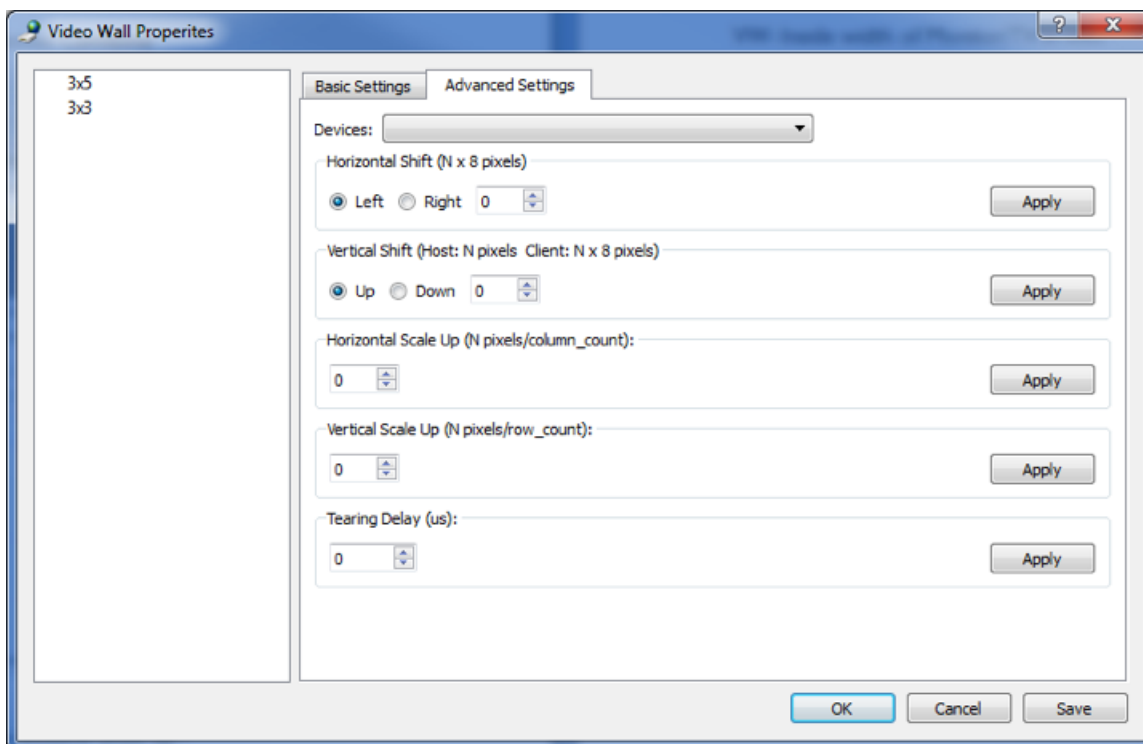 Video Wall Properites
3x5
3x3
Basic Settings Advanced Settings
Devices:
Horizontal Shift (N x 8 pixels)
Left Right 0 Apply
Vertical Shift (Host: N pixels Client: N x 8 pixels)
Up Down 0 Apply
Horizontal Scale Up (N pixels/column_count):
0 Apply
Vertical Scale Up (N pixels/row_count):
0 Apply
Tearing Delay (us):
0 Apply
OK Cancel Save